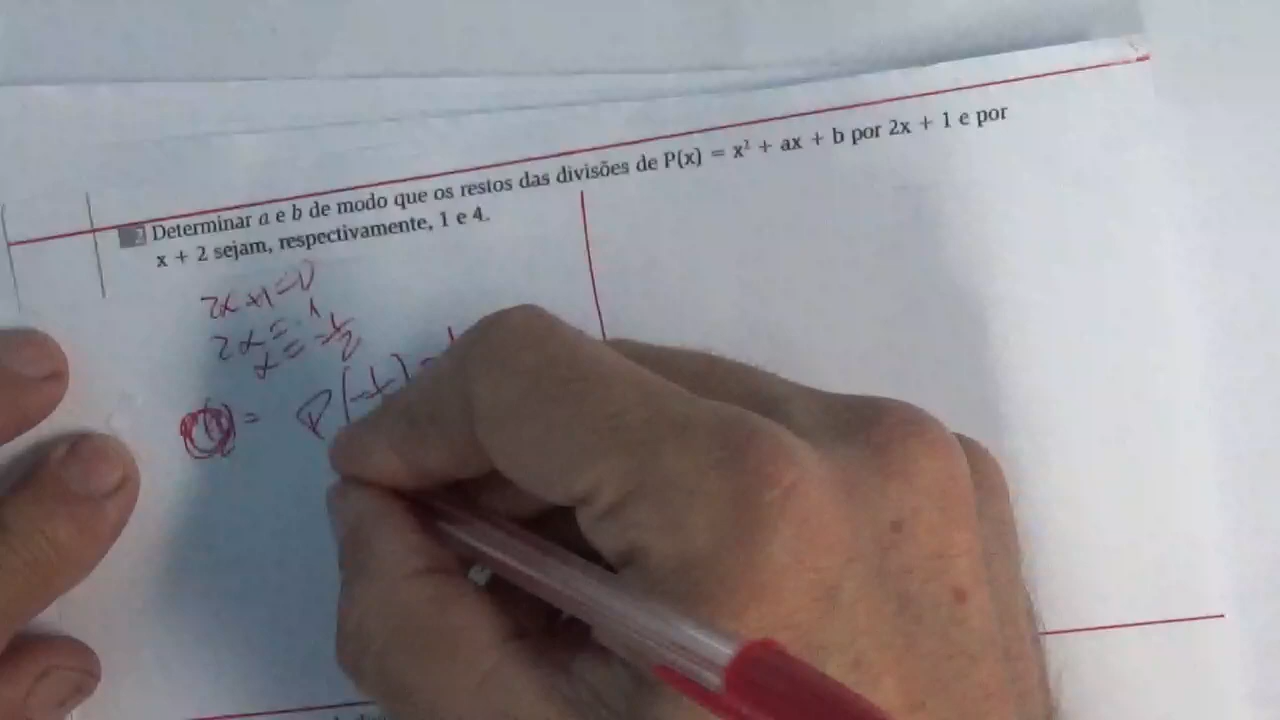 2 Determinar a e b de modo que os restos das divisões de P(x) = x² + ax + b por 2x + 1 e por
x + 2 sejam, respectivamente, 1 e 4.
2x+1=0
2x = -1
x = -1/2
= P(-1